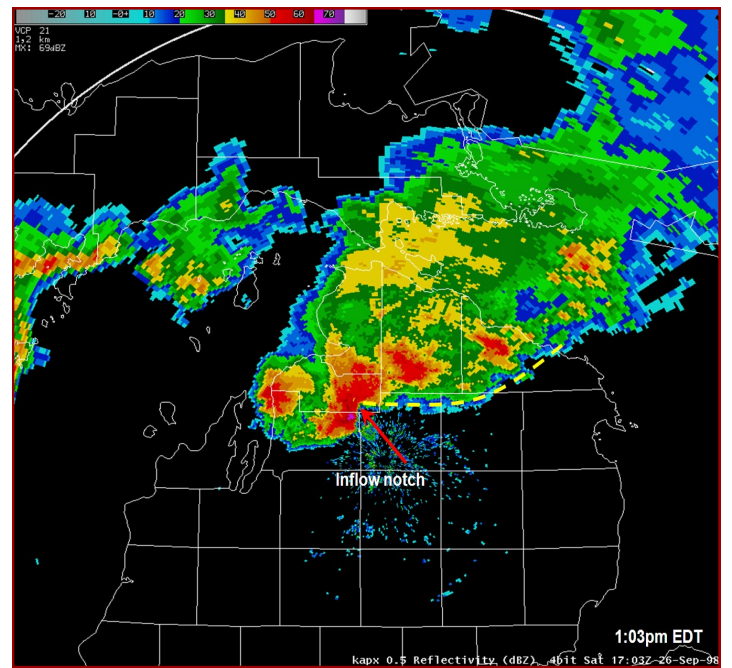 -20 10 -0+ 10 20 30 40 50 60 70
VCP 21
1,2 km
MX: 69dBZ
Inflow notch
1:03pm EDT
kapx 0.5 Reflectivity (dBZ) 4bit Sat 17:03Z 26-Sep-98